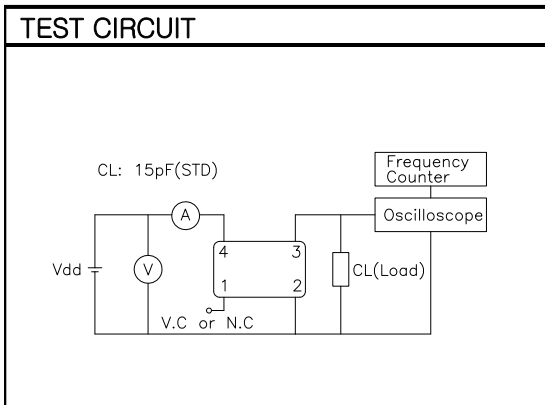 TEST CIRCUIT
CL: 15pF(STD)
Frequency
Counter
A
Oscilloscope
4 3
Vdd
V
CL(Load)
1 2
V.C or N.C